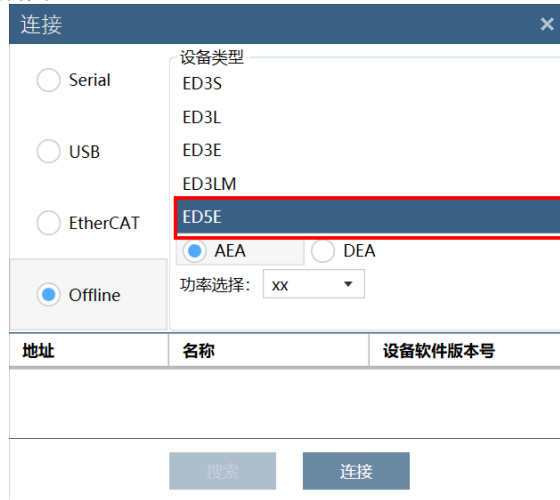 连接
设备类型
Serial
ED3S
ED3L
USB
ED3E
ED3LM
EtherCAT
ED5E
AEA
DEA
Offline
功率选择：
xx
地址
名称
设备软件版本号
搜索
连接